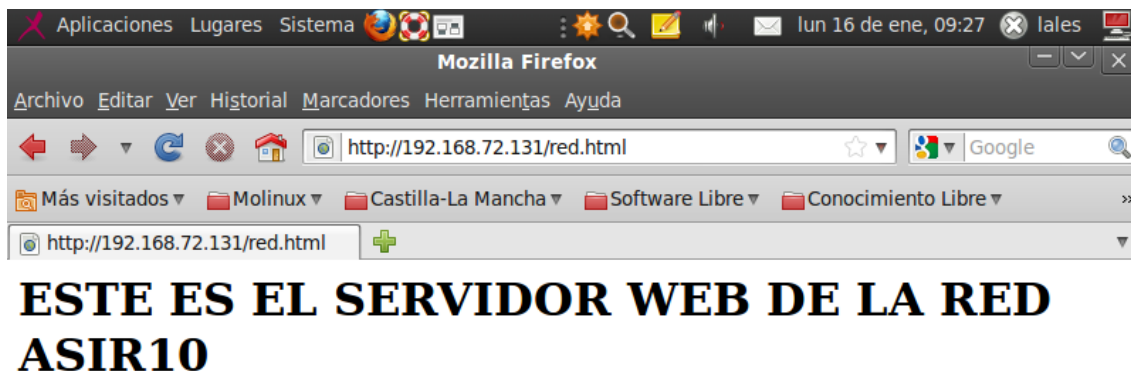 Aplicaciones Lugares Sistema lun 16 de ene, 09:27 lales
Mozilla Firefox
Archivo Editar Ver Historial Marcadores Herramientas Ayuda
http://192.168.72.131/red.html Google
Más visitados Molinux Castilla-La Mancha Software Libre Conocimiento Libre »
http://192.168.72.131/red.html
ESTE ES EL SERVIDOR WEB DE LA RED
ASIR10